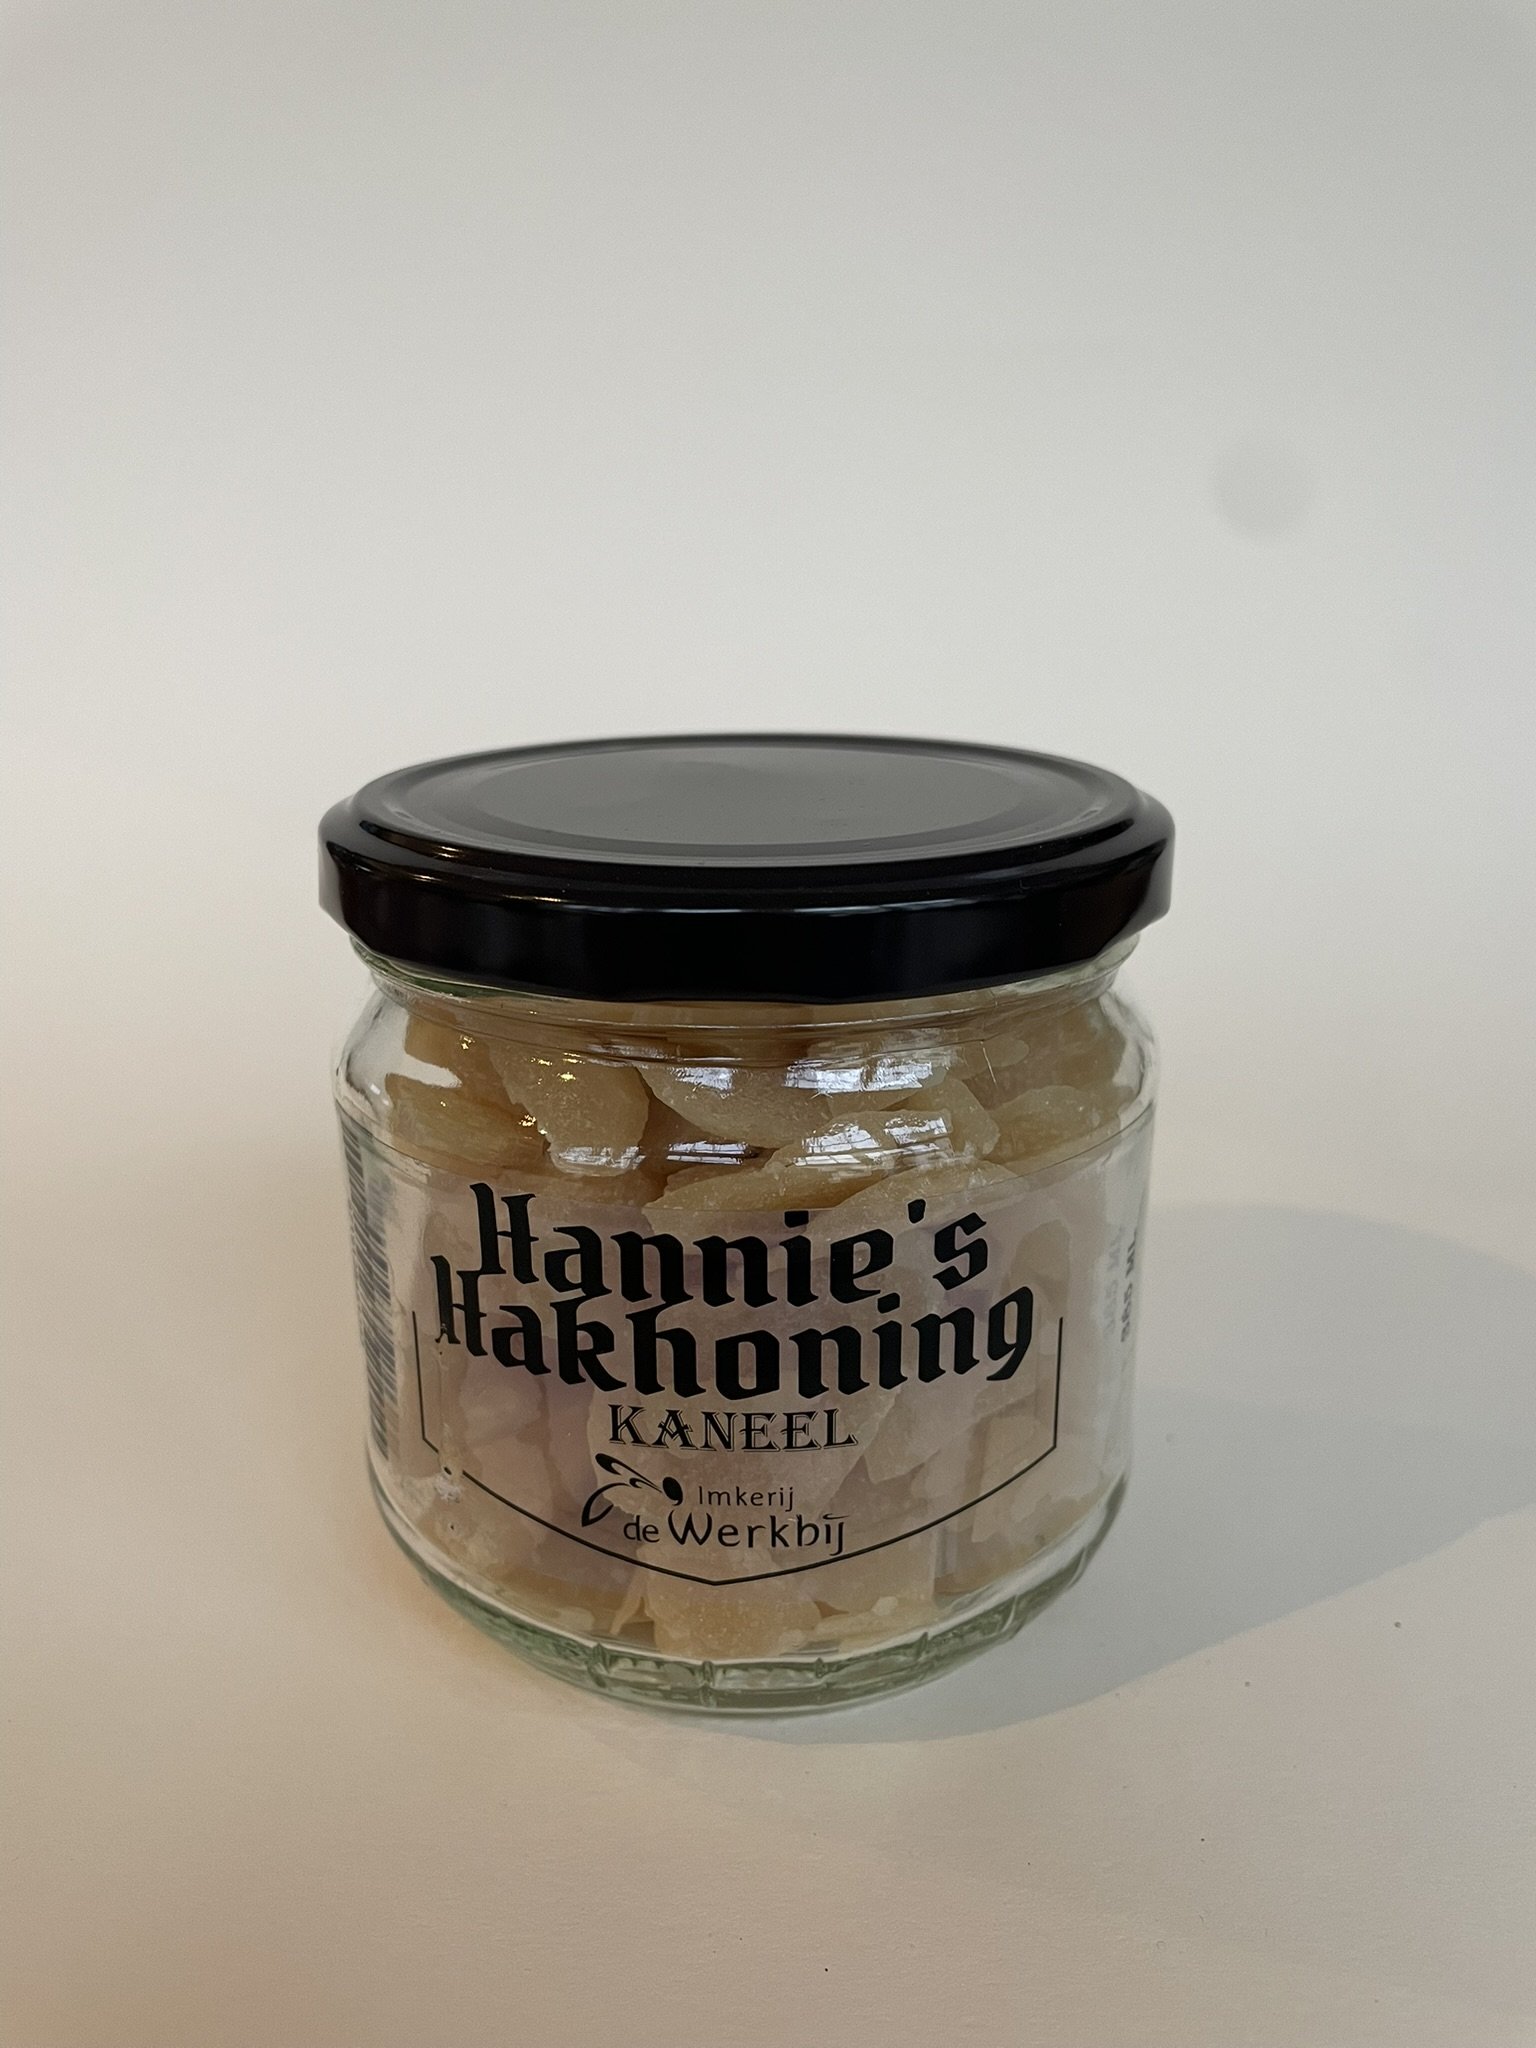 Hannie's
Hakhoning
KANEEL
Imkerij
de Werkbij